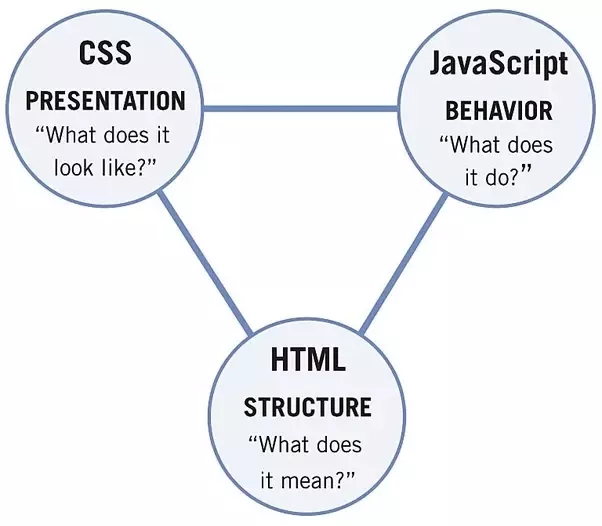 CSS
PRESENTATION
“What does it
look like?”
JavaScript
BEHAVIOR
“What does
it do?”
HTML
STRUCTURE
“What does
it mean?”